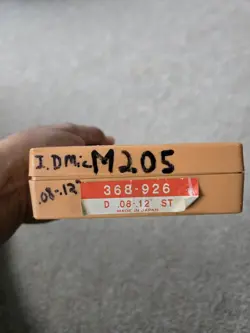 I.D Mic M205
.08-.12"
368-926
D .08-.12" ST
MADE IN JAPAN